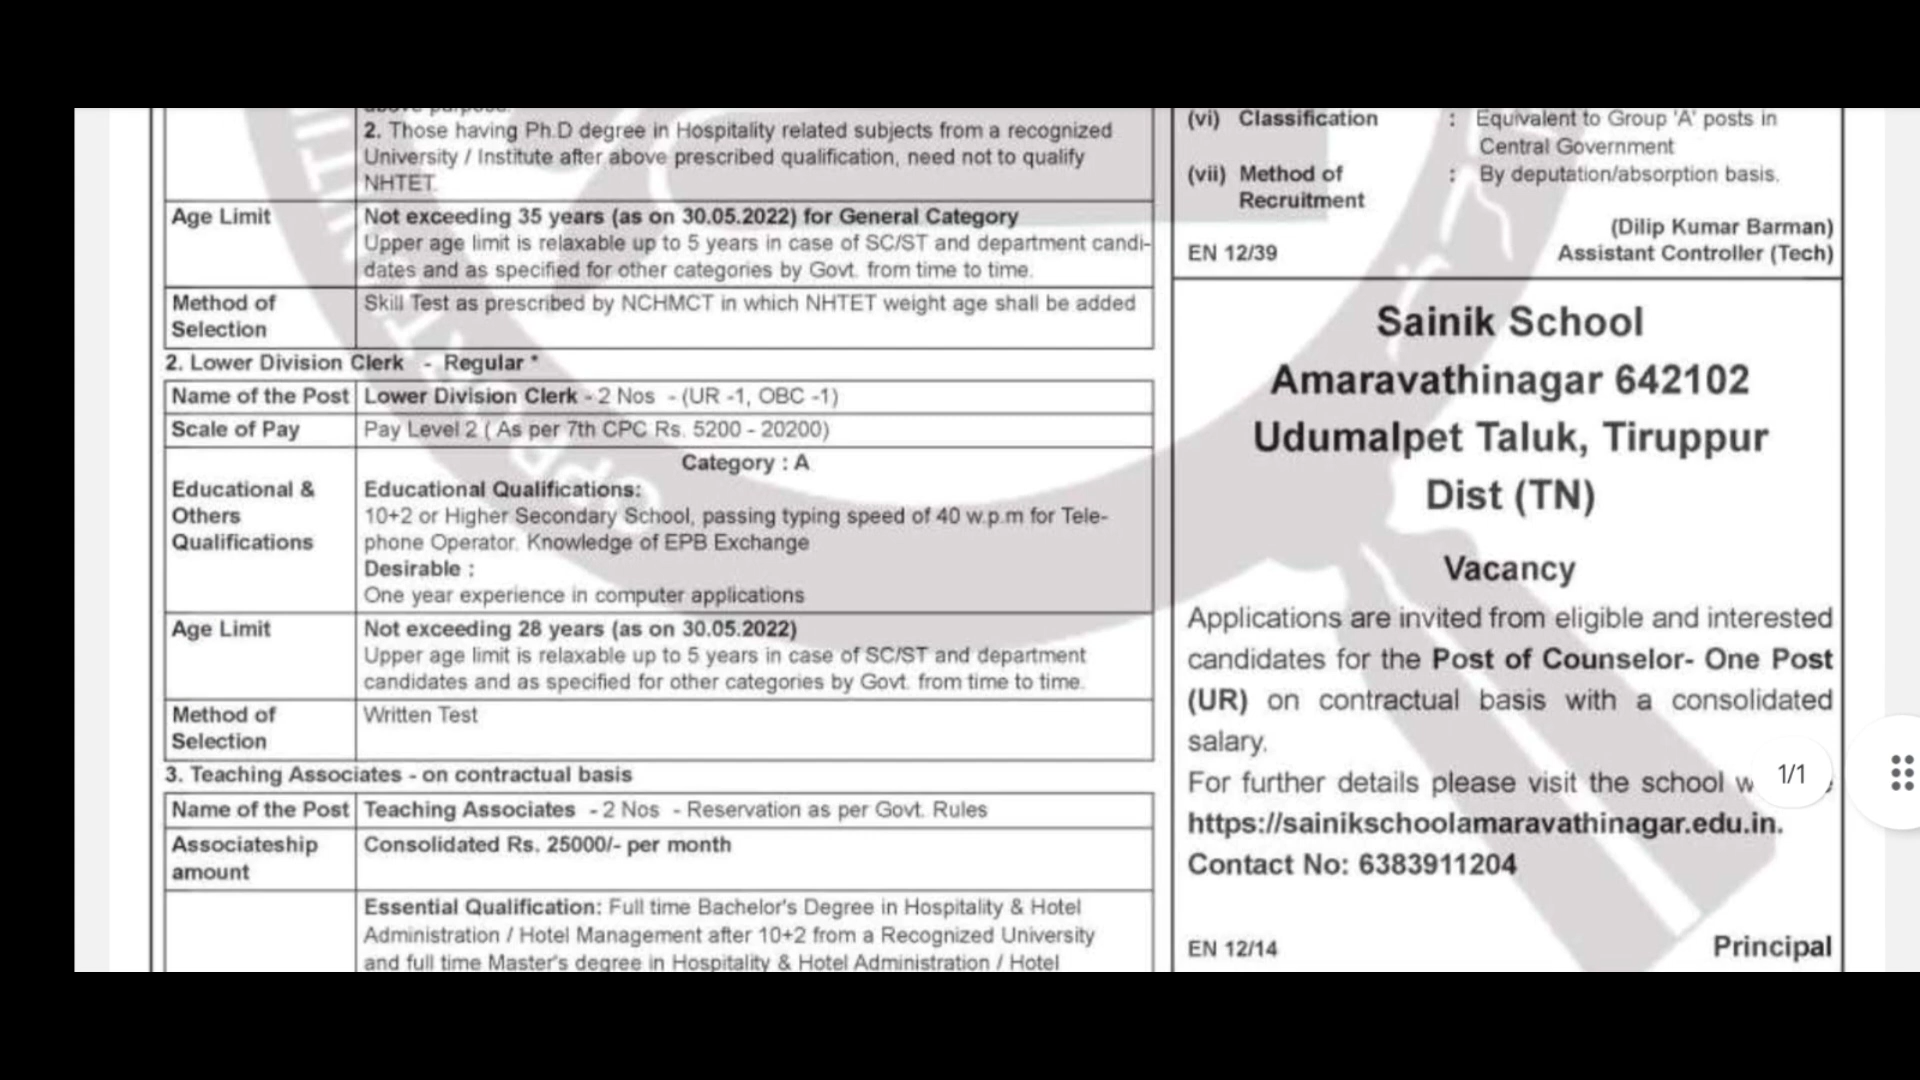 2. Those having Ph.D degree in Hospitality related subjects from a recognized
University / Institute after above prescribed qualification, need not to qualify
NHTET.
Age Limit
Not exceeding 35 years (as on 30.05.2022) for General Category
Upper age limit is relaxable up to 5 years in case of SC/ST and department candi-
dates and as specified for other categories by Govt. from time to time.
Method of
Selection
Skill Test as prescribed by NCHMCT in which NHTET weight age shall be added
2. Lower Division Clerk - Regular *
Name of the Post
Lower Division Clerk - 2 Nos - (UR -1, OBC -1)
Scale of Pay
Pay Level 2 ( As per 7th CPC Rs. 5200 - 20200)
Category : A
Educational &
Others
Qualifications
Educational Qualifications:
10+2 or Higher Secondary School, passing typing speed of 40 w.p.m for Tele-
phone Operator. Knowledge of EPB Exchange
Desirable :
One year experience in computer applications
Age Limit
Not exceeding 28 years (as on 30.05.2022)
Upper age limit is relaxable up to 5 years in case of SC/ST and department
candidates and as specified for other categories by Govt. from time to time.
Method of
Selection
Written Test
3. Teaching Associates - on contractual basis
Name of the Post
Teaching Associates - 2 Nos - Reservation as per Govt. Rules
Associateship
amount
Consolidated Rs. 25000/- per month
Essential Qualification: Full time Bachelor's Degree in Hospitality & Hotel
Administration / Hotel Management after 10+2 from a Recognized University
and full time Master's degree in Hospitality & Hotel Administration / Hotel
(vi) Classification : Equivalent to Group 'A' posts in
Central Government
(vii) Method of : By deputation/absorption basis.
Recruitment
(Dilip Kumar Barman)
EN 12/39 Assistant Controller (Tech)
Sainik School
Amaravathinagar 642102
Udumalpet Taluk, Tiruppur
Dist (TN)
Vacancy
Applications are invited from eligible and interested
candidates for the Post of Counselor- One Post
(UR) on contractual basis with a consolidated
salary.
For further details please visit the school
https://sainikschoolamaravathinagar.edu.in.
Contact No: 6383911204
EN 12/14 Principal
1/1